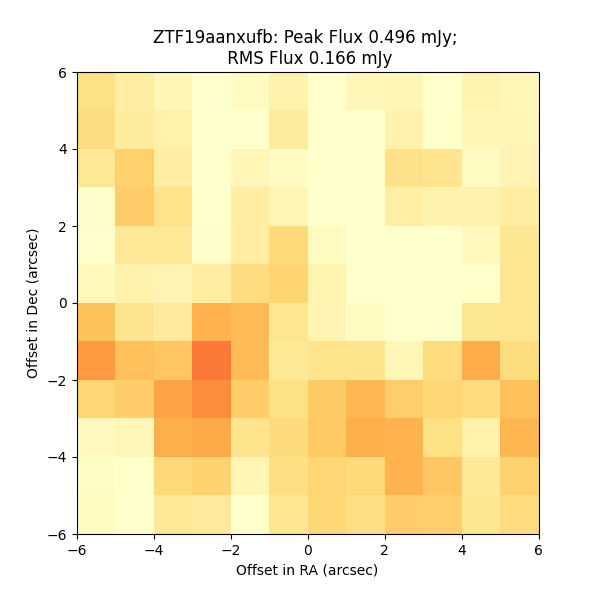 ZTF19aanxufb: Peak Flux 0.496 mJy;
RMS Flux 0.166 mJy
6
4
2
0
−2
−4
−6
Offset in Dec (arcsec)
−6 −4 −2 0 2 4 6
Offset in RA (arcsec)